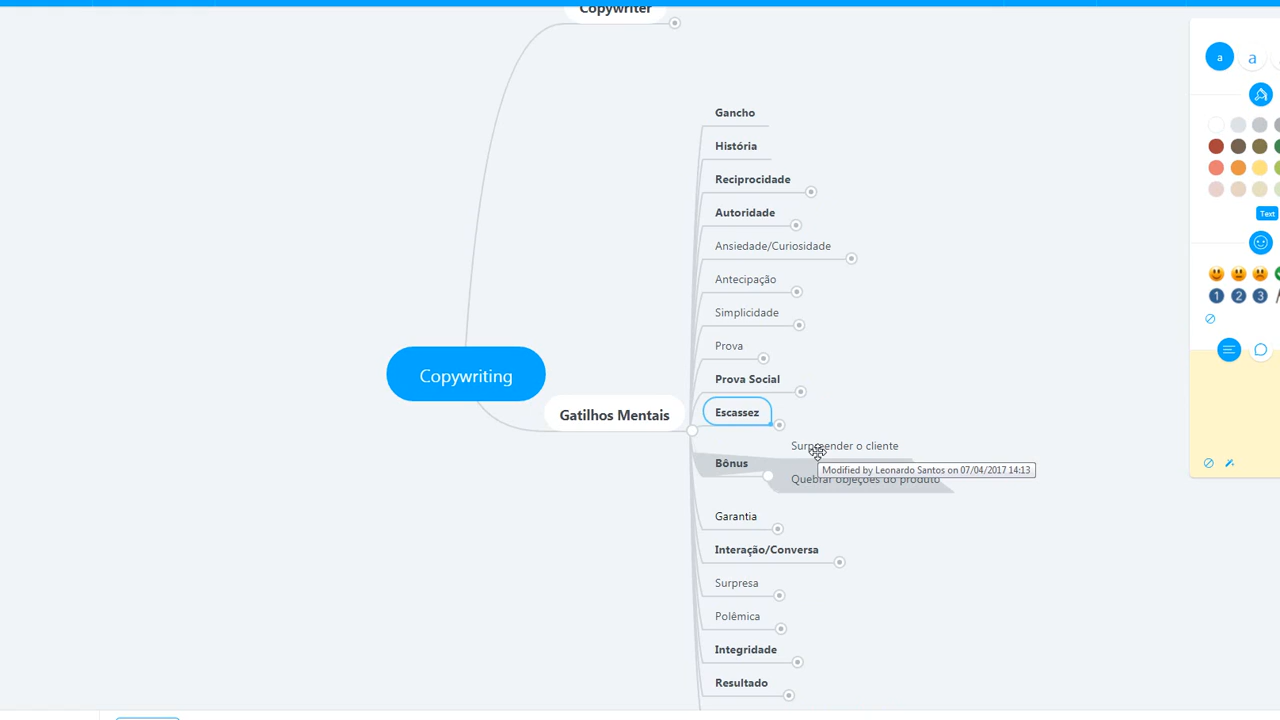 Copywriter
Gancho
História
Reciprocidade
Autoridade
Ansiedade/Curiosidade
Antecipação
Simplicidade
Prova
Prova Social
Copywriting
Gatilhos Mentais
Escassez
Surpreender o cliente
Bônus
Modified by Leonardo Santos on 07/04/2017 14:13
Quebrar objeções do produto
Garantia
Interação/Conversa
Surpresa
Polêmica
Integridade
Resultado
a
a
Text
1 2 3